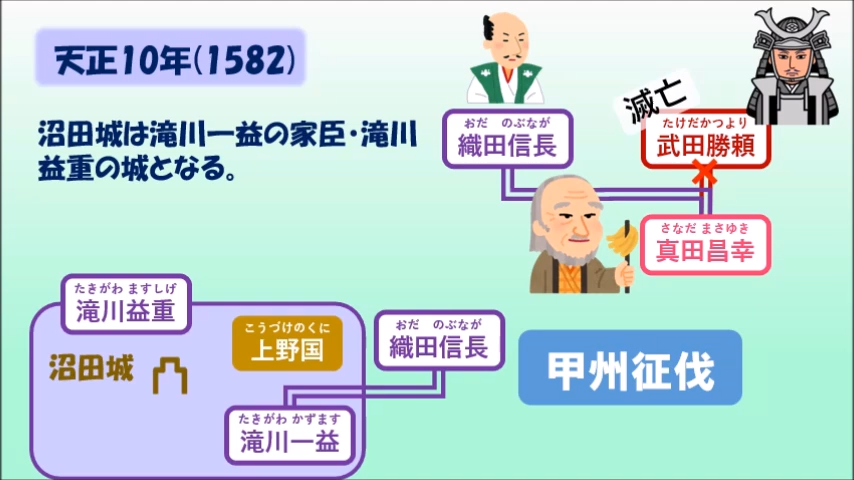 天正10年(1582)
沼田城は滝川一益の家臣・滝川
益重の城となる。
おだ のぶなが
織田信長
滅亡
たけだかつより
武田勝頼
さなだ まさゆき
真田昌幸
たきがわ ますしげ
滝川益重
沼田城
こうづけのくに
上野国
おだ のぶなが
織田信長
たきがわ かずます
滝川一益
甲州征伐